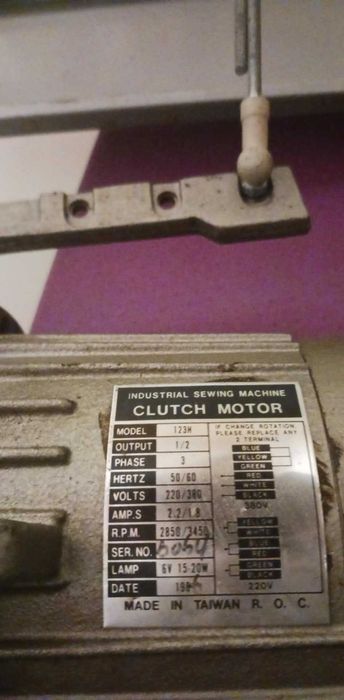 INDUSTRIAL SEWING MACHINE
CLUTCH MOTOR
MODEL 123M
OUTPUT 1/2
PHASE 3
HERTZ 50/60
VOLTS 220/380
AMP.S 2.2/1.8
R.P.M. 2850/3450
SER. NO.
LAMP 6V 15-20W
DATE
IF CHANGE ROTATION
PLEASE REPLACE ANY
2 TERMINAL
BLUE
YELLOW
GREEN
RED
WHITE
BLACK
380V
YELLOW
WHITE
BLUE
RED
GREEN
BLACK
220V
MADE IN TAIWAN R. O. C.